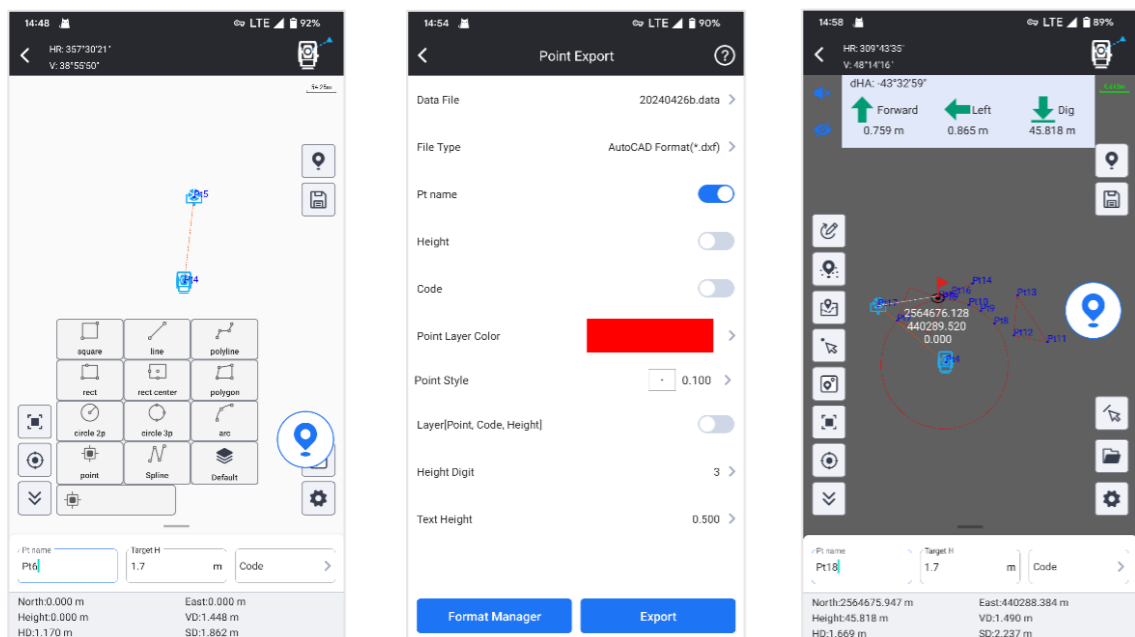 14:48
LTE 92%
HR: 357°30'21"
V: 38°55'50"
Pt5
Pt4
square
line
polyline
rect
rect center
polygon
circle 2p
circle 3p
arc
point
Spline
Default
Pt name
Pt6
Target H
1.7 m
Code
North:0.000 m
East:0.000 m
Height:0.000 m
VD:1.448 m
HD:1.170 m
SD:1.862 m
14:54
LTE 90%
Point Export
Data File
20240426b.data
File Type
AutoCAD Format(*.dxf)
Pt name
Height
Code
Point Layer Color
Point Style
0.100
Layer[Point, Code, Height]
Height Digit
3
Text Height
0.500
Format Manager
Export
14:58
LTE 89%
HR: 309°43'35"
V: 48°14'16"
dHA: -43°32'59"
Forward
0.759 m
Left
0.865 m
Dig
45.818 m
Pt14
Pt16
Pt13
Pt10
Pt9
Pt8
Pt12
Pt11
2564676.128
440289.520
0.000
Pt4
Pt name
Pt18
Target H
1.7 m
Code
North:2564675.947 m
East:440288.384 m
Height:45.818 m
VD:1.490 m
HD:1.669 m
SD:2.237 m